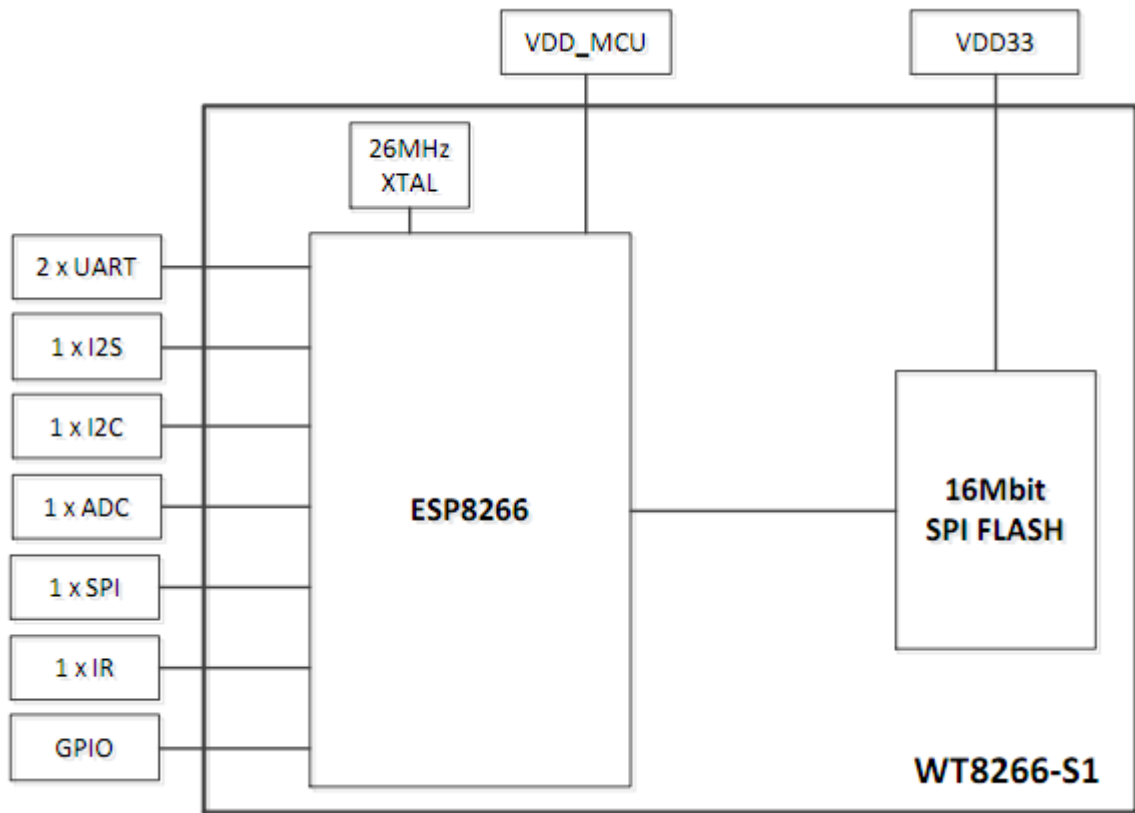 VDD_MCU
VDD33
26MHz
XTAL
2 x UART
1 x I2S
1 x I2C
1 x ADC
1 x SPI
1 x IR
GPIO
ESP8266
16Mbit
SPI FLASH
WT8266-S1